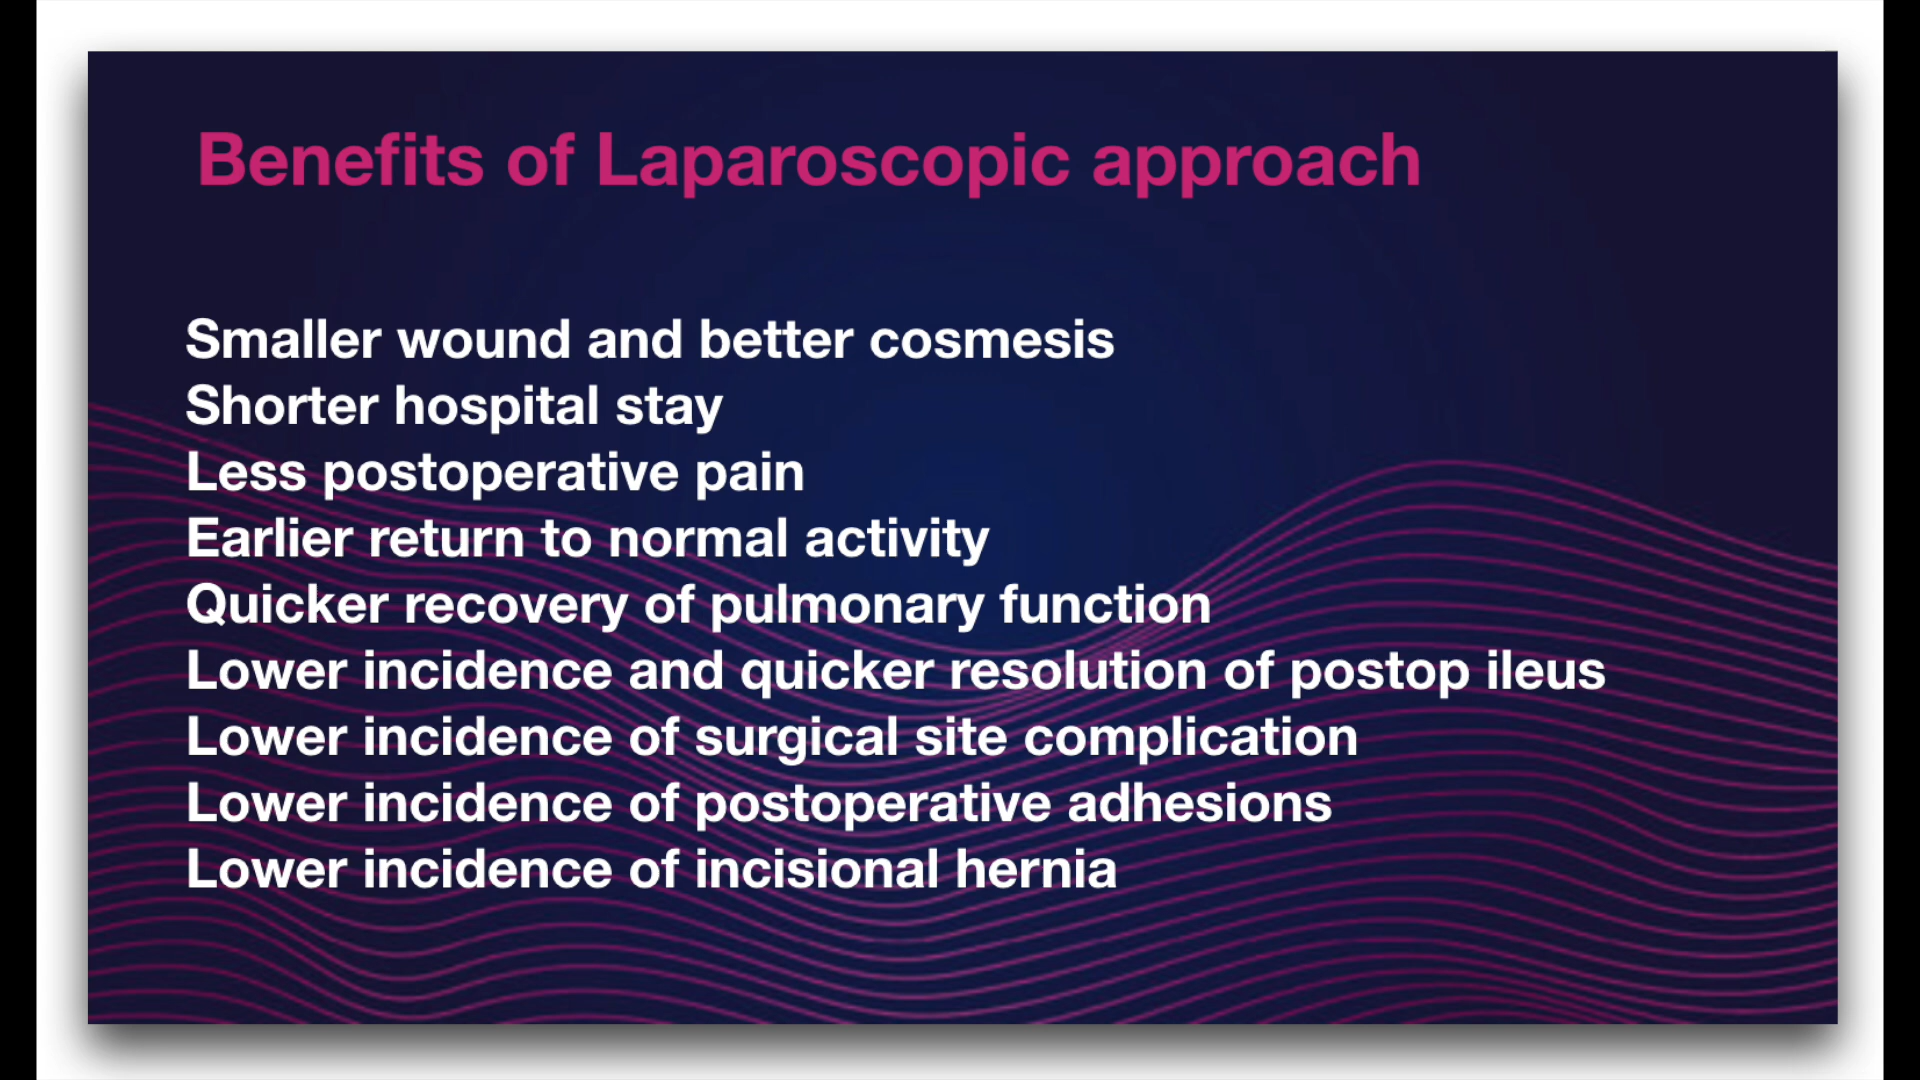 Benefits of Laparoscopic approach
Smaller wound and better cosmesis
Shorter hospital stay
Less postoperative pain
Earlier return to normal activity
Quicker recovery of pulmonary function
Lower incidence and quicker resolution of postop ileus
Lower incidence of surgical site complication
Lower incidence of postoperative adhesions
Lower incidence of incisional hernia